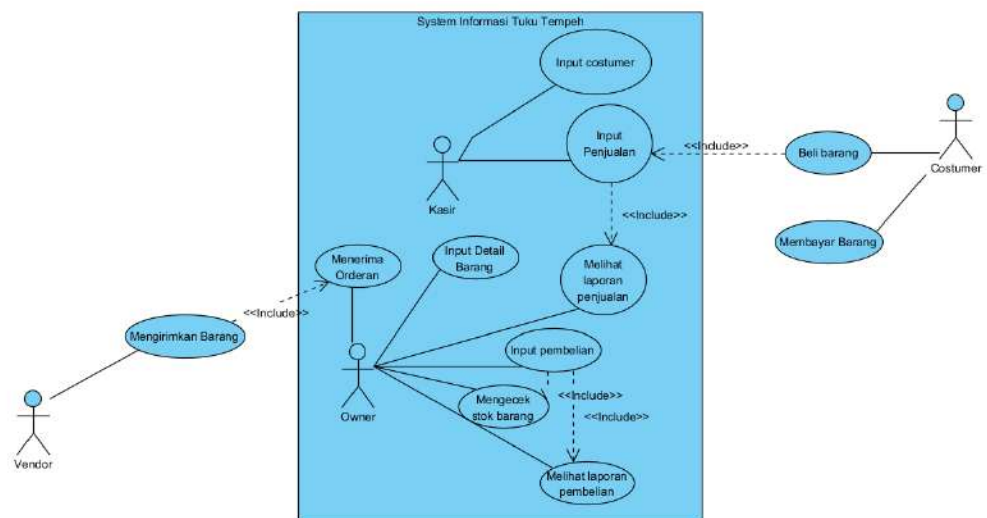 System Informasi Tuku Tempeh
Input costumer
Input
Penjualan
<<Include>>
Beli barang
Costumer
Kasir
<<Include>>
Membayar Barang
Menerima
Orderan
Input Detail
Barang
Melihat
laporan
penjualan
<<Include>>
Mengirimkan Barang
Input pembelian
Owner
Mengecek
stok barang
<<Include>>
<<Include>>
Vendor
Melihat laporan
pembelian